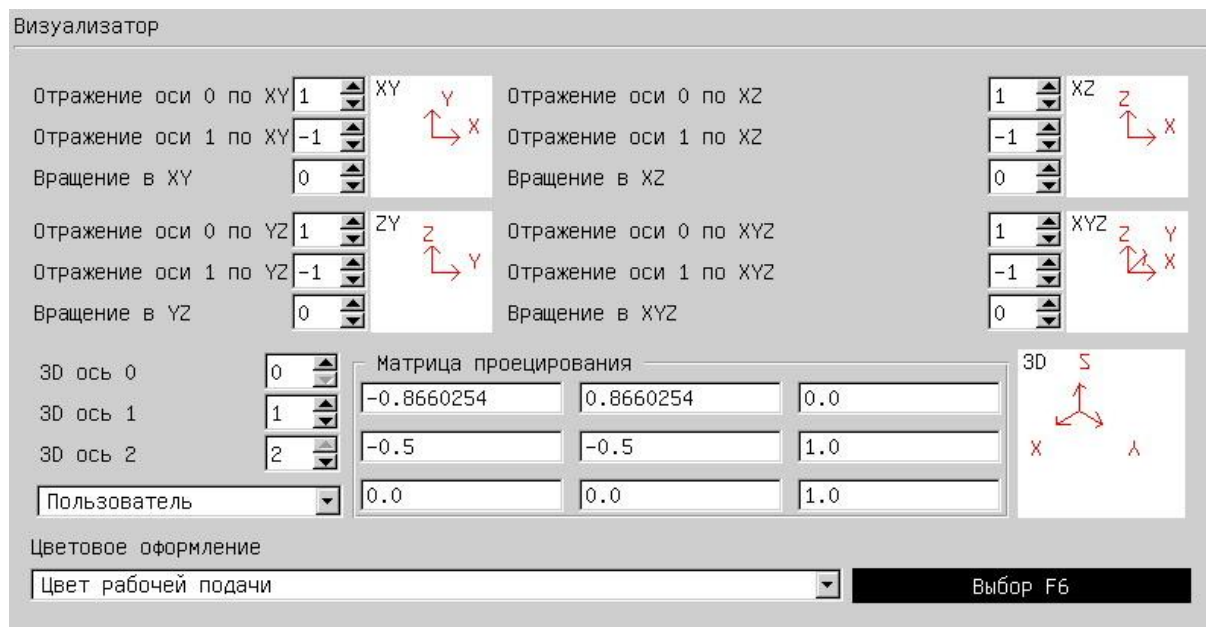 Визуализатор
Отражение оси 0 по XY 1 XY Y X Отражение оси 0 по XZ 1 XZ Z X
Отражение оси 1 по XY -1 Отражение оси 1 по XZ -1
Вращение в XY 0 Вращение в XZ 0
Отражение оси 0 по YZ 1 ZY Z Y Отражение оси 0 по XYZ 1 XYZ Z Y X
Отражение оси 1 по YZ -1 Отражение оси 1 по XYZ -1
Вращение в YZ 0 Вращение в XYZ 0
3D ось 0 0 Матрица проецирования 3D Z
-0.8660254 0.8660254 0.0
3D ось 1 1
3D ось 2 2 -0.5 -0.5 1.0 X Y
Пользователь 0.0 0.0 1.0
Цветовое оформление
Цвет рабочей подачи Выбор F6